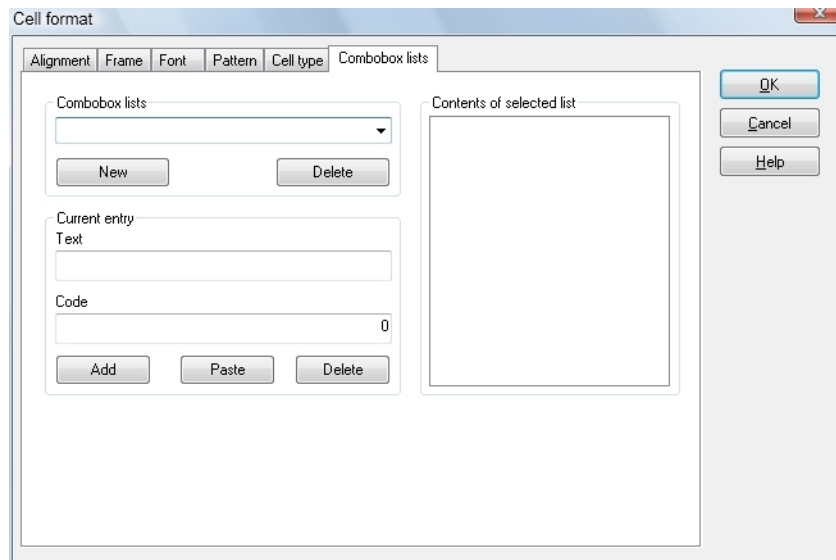 Cell format
Alignment Frame Font Pattern Cell type Combobox lists
Combobox lists
New Delete
Current entry
Text
Code
0
Add Paste Delete
Contents of selected list
OK
Cancel
Help